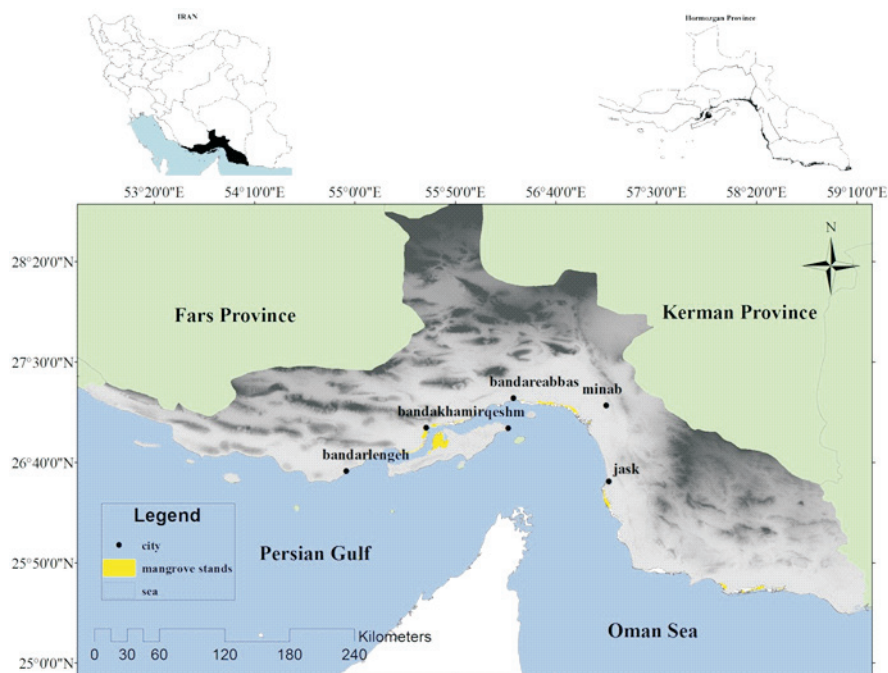 IRAN
Hormozgan Province
53°20'0"E 54°10'0"E 55°0'0"E 55°50'0"E 56°40'0"E 57°30'0"E 58°20'0"E 59°10'0"E
N
28°20'0"N
Fars Province
Kerman Province
27°30'0"N
bandareabbas
minab
bandakhamirqeshm
26°40'0"N
bandarlengeh
jask
Legend
city
mangrove stands
sea
Persian Gulf
25°50'0"N
Oman Sea
Kilometers
0 30 60 120 180 240
25°0'0"N